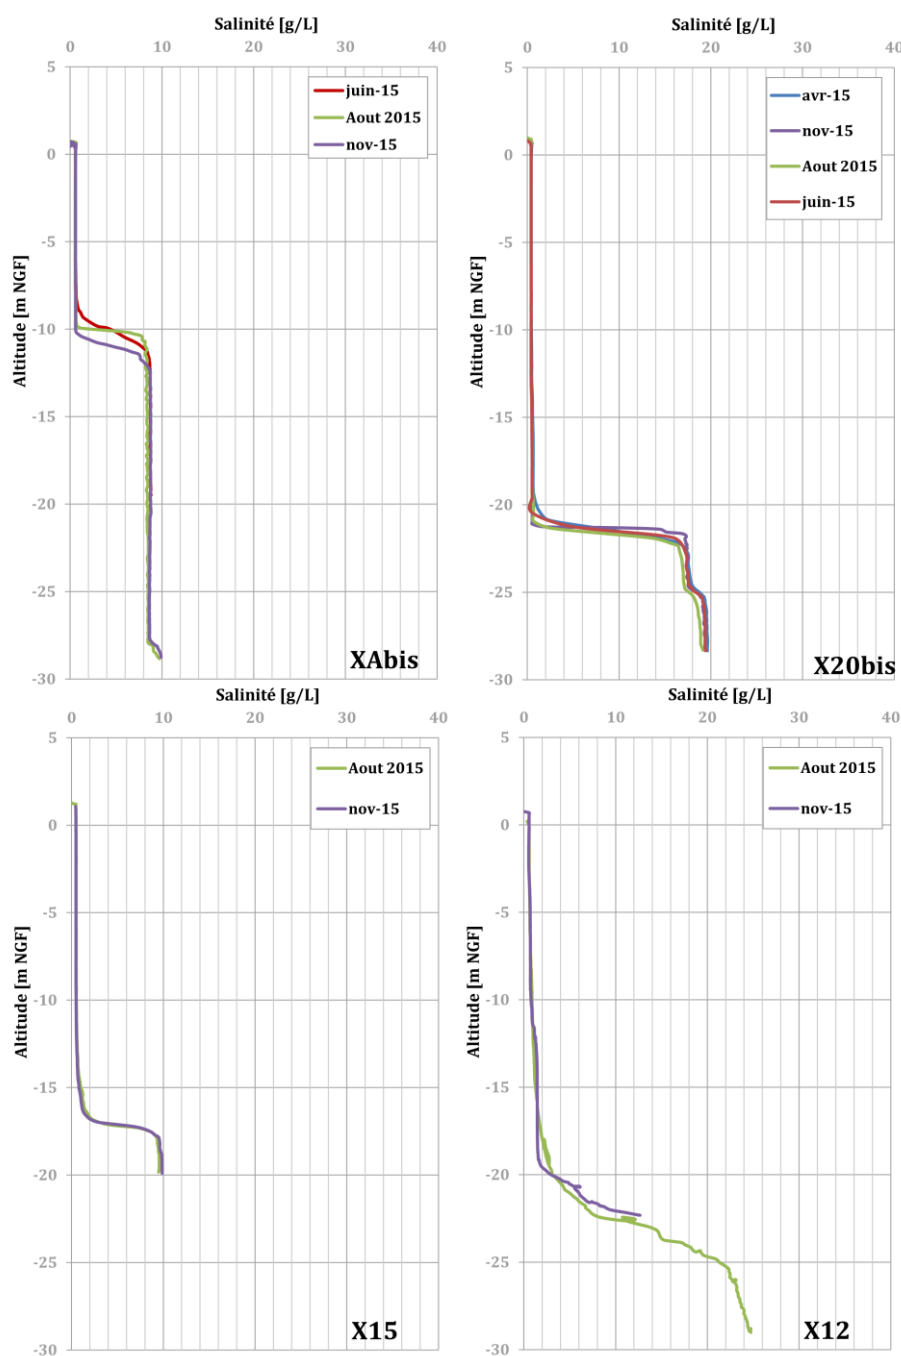 Salinité [g/L]
0 10 20 30 40
5
0
-5
-10
-15
-20
-25
-30
Altitude [m NGF]
juin-15
Aout 2015
nov-15
XAbis
Salinité [g/L]
0 10 20 30 40
5
0
-5
-10
-15
-20
-25
-30
Altitude [m NGF]
avr-15
nov-15
Aout 2015
juin-15
X20bis
Salinité [g/L]
0 10 20 30 40
5
0
-5
-10
-15
-20
-25
-30
Altitude [m NGF]
Aout 2015
nov-15
X15
Salinité [g/L]
0 10 20 30 40
5
0
-5
-10
-15
-20
-25
-30
Altitude [m NGF]
Aout 2015
nov-15
X12